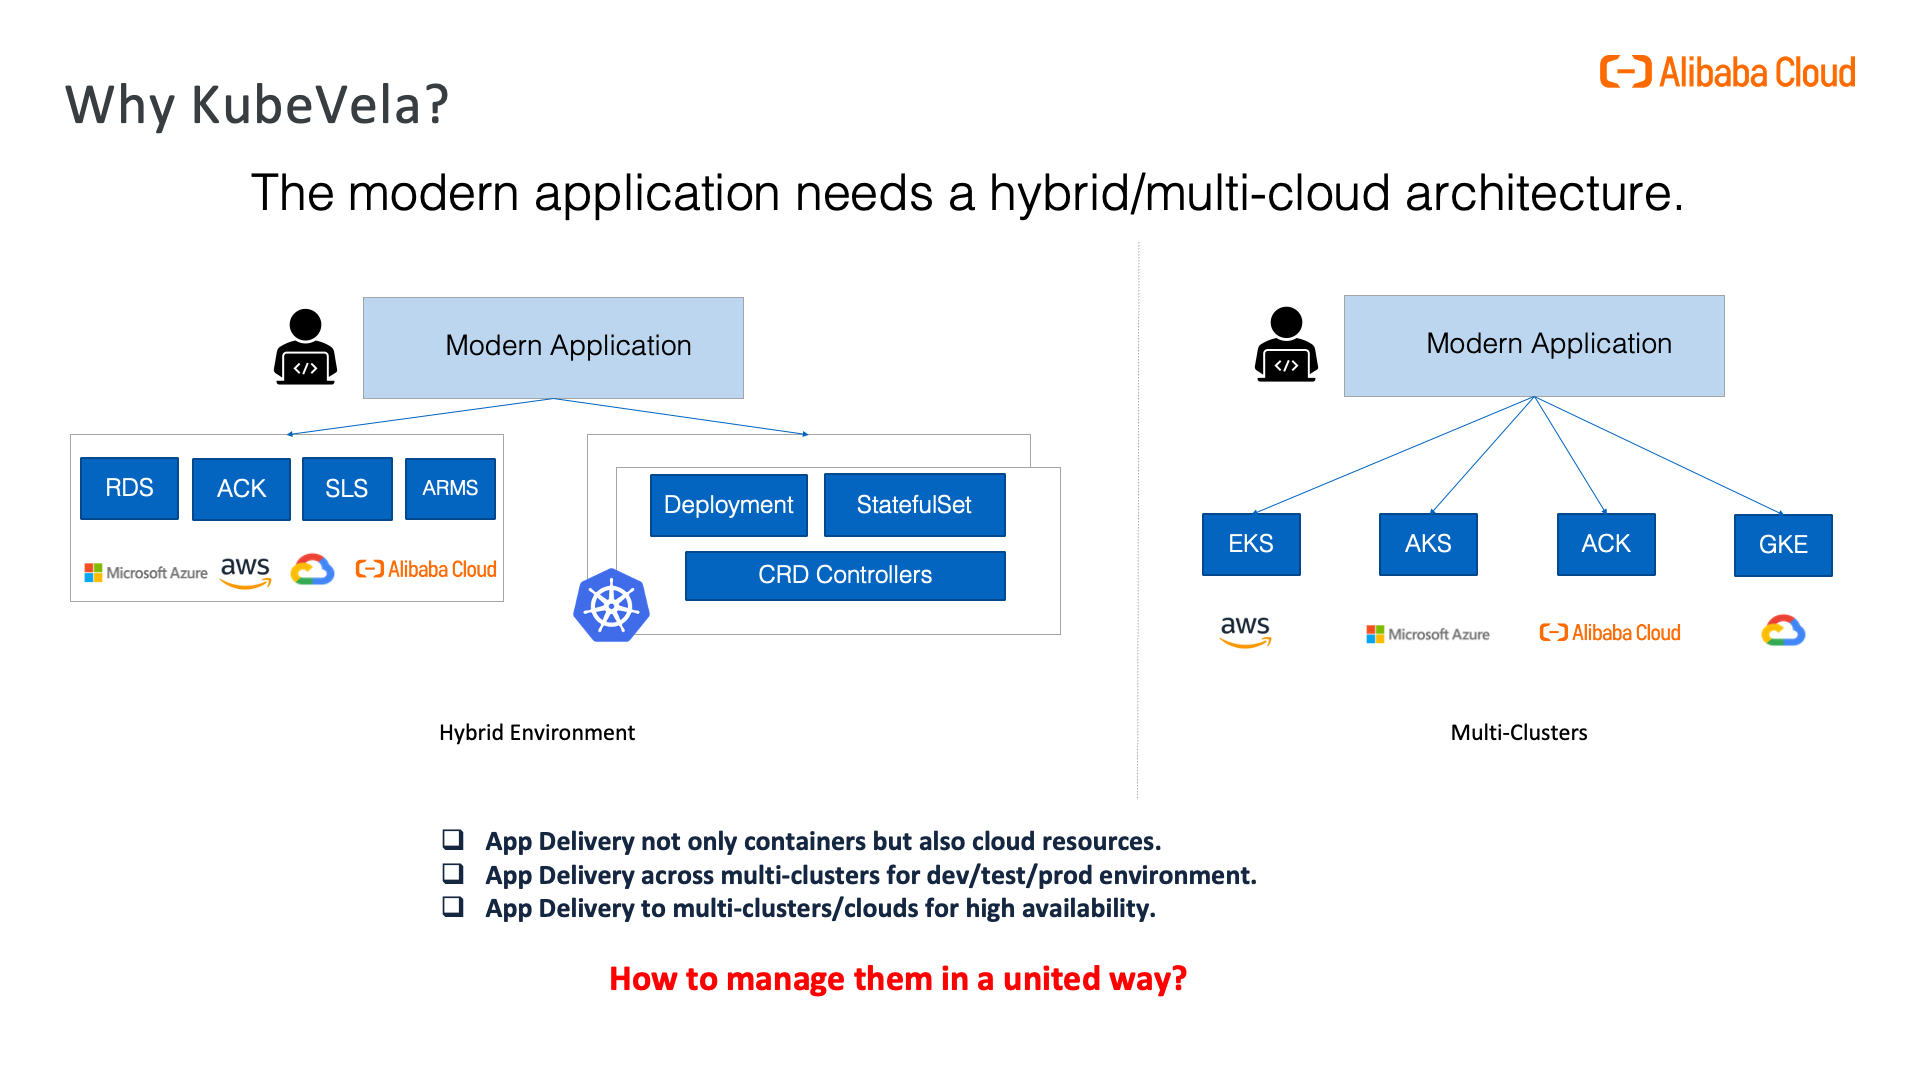 Alibaba Cloud
Why KubeVela?
The modern application needs a hybrid/multi-cloud architecture.
Modern Application
</>
RDS
ACK
SLS
ARMS
Microsoft Azure
aws
Alibaba Cloud
Deployment
StatefulSet
CRD Controllers
Hybrid Environment
Modern Application
</>
EKS
AKS
ACK
GKE
aws
Microsoft Azure
Alibaba Cloud
Multi-Clusters
App Delivery not only containers but also cloud resources.
App Delivery across multi-clusters for dev/test/prod environment.
App Delivery to multi-clusters/clouds for high availability.
How to manage them in a united way?